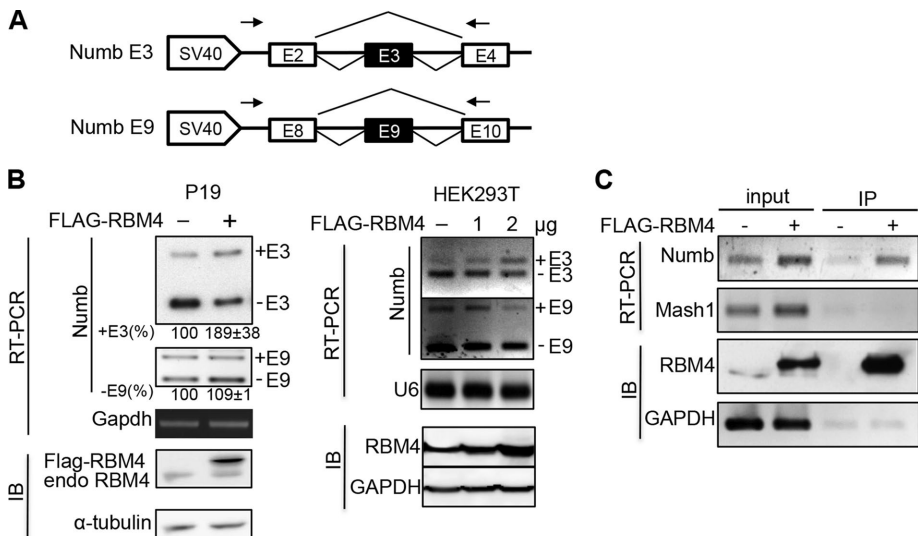 A
Numb E3 SV40 E2 E3 E4
Numb E9 SV40 E8 E9 E10
B
P19
FLAG-RBM4 – +
RT-PCR
Numb
+E3
-E3
+E3(%) 100 189±38
+E9
-E9
-E9(%) 100 109±1
Gapdh
IB
Flag-RBM4
endo RBM4
α-tubulin
HEK293T
FLAG-RBM4 – 1 2 µg
RT-PCR
Numb
+E3
-E3
+E9
-E9
U6
IB
RBM4
GAPDH
C
input IP
FLAG-RBM4 - + - +
RT-PCR
Numb
Mash1
IB
RBM4
GAPDH